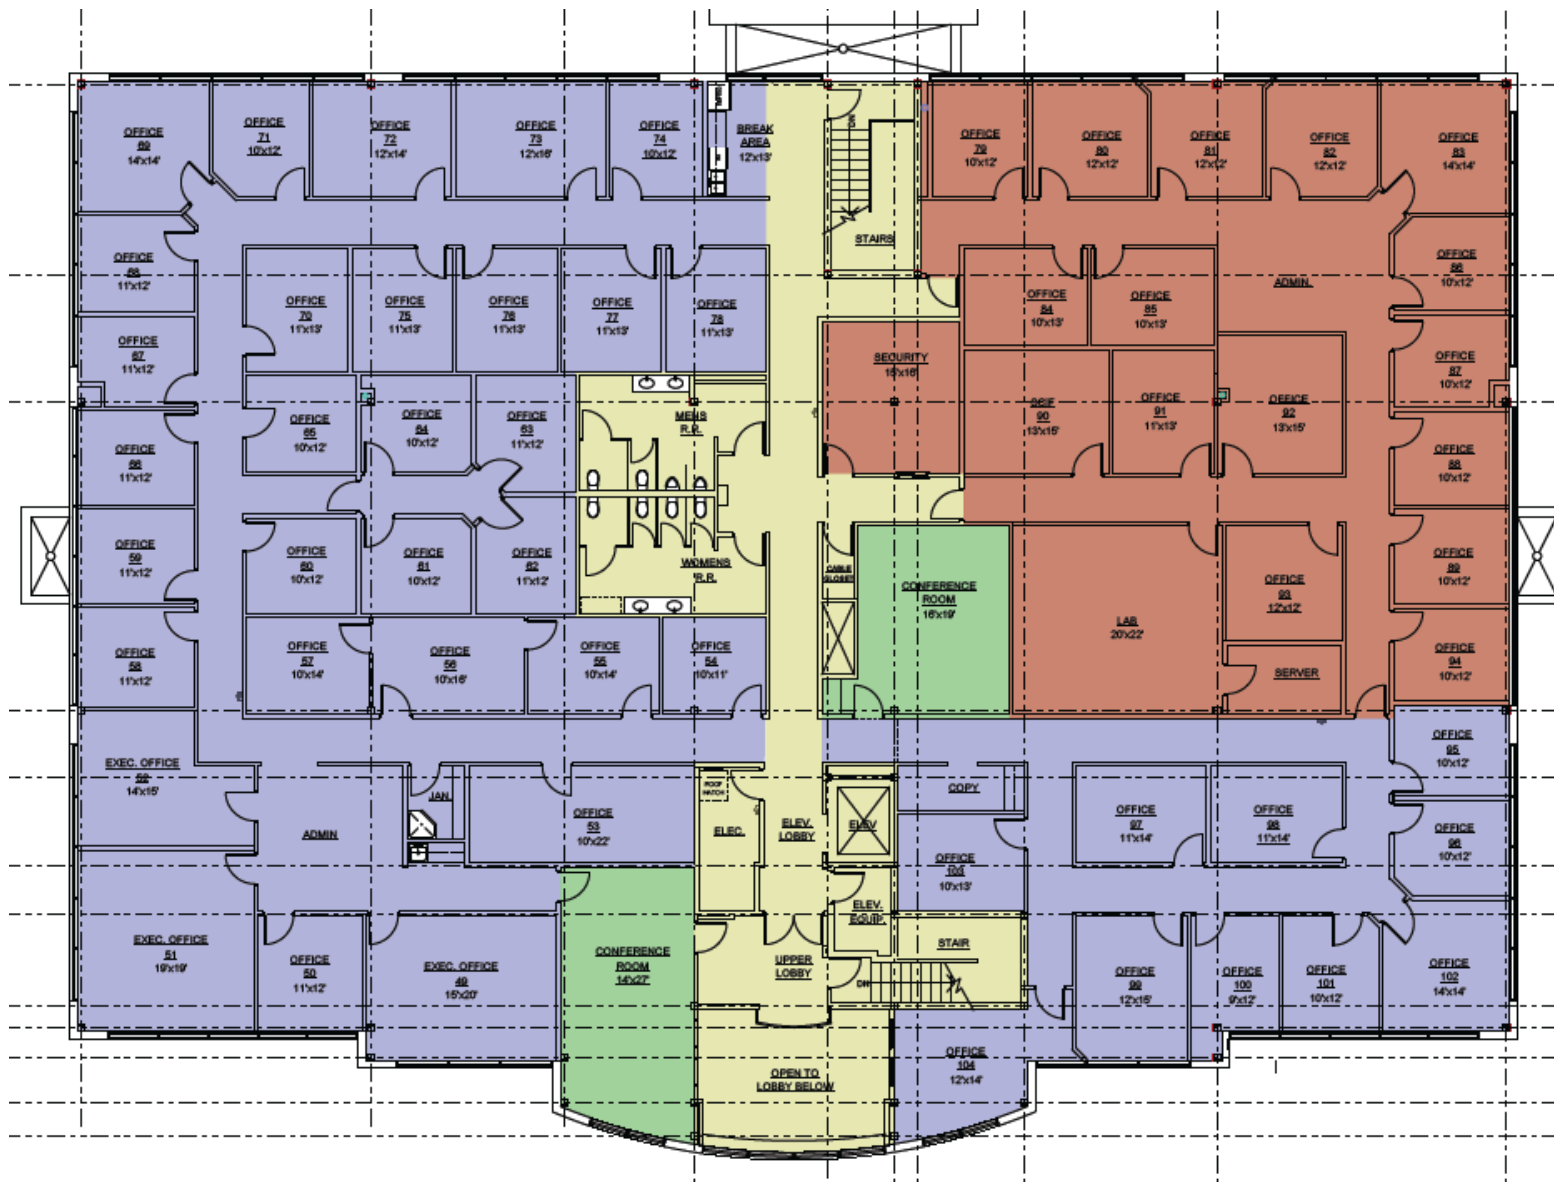 OFFICE
69
14'x14'
OFFICE
71
10'x12'
OFFICE
72
12'x14'
OFFICE
73
12'x16'
OFFICE
74
10'x12'
BREAK
AREA
12'x13'
DN
STAIRS
OFFICE
79
10'x12'
OFFICE
80
12'x12'
OFFICE
81
12'x12'
OFFICE
82
12'x12'
OFFICE
83
14'x14'
OFFICE
68
11'x12'
OFFICE
70
11'x13'
OFFICE
75
11'x13'
OFFICE
76
11'x13'
OFFICE
77
11'x13'
OFFICE
78
11'x13'
OFFICE
84
10'x13'
OFFICE
85
10'x13'
ADMIN.
OFFICE
86
10'x12'
OFFICE
67
11'x12'
SECURITY
15'x16'
OFFICE
87
10'x12'
OFFICE
65
10'x12'
OFFICE
64
10'x12'
OFFICE
63
11'x12'
MENS
R.R.
SCIF
90
13'x15'
OFFICE
91
11'x13'
OFFICE
92
13'x15'
OFFICE
66
11'x12'
OFFICE
88
10'x12'
OFFICE
59
11'x12'
OFFICE
60
10'x12'
OFFICE
61
10'x12'
OFFICE
62
11'x12'
WOMENS
R.R.
CABLE
CLOSET
CONFERENCE
ROOM
16'x19'
LAB
20'x22'
OFFICE
93
12'x12'
OFFICE
89
10'x12'
OFFICE
58
11'x12'
OFFICE
57
10'x14'
OFFICE
56
10'x16'
OFFICE
55
10'x14'
OFFICE
54
10'x11'
SERVER
OFFICE
94
10'x12'
EXEC. OFFICE
52
14'x15'
ADMIN
JAN.
OFFICE
53
10'x22'
ROOF
HATCH
ELEC.
ELEV.
LOBBY
ELEV
COPY
OFFICE
103
10'x13'
OFFICE
97
11'x14'
OFFICE
98
11'x14'
OFFICE
95
10'x12'
OFFICE
96
10'x12'
EXEC. OFFICE
51
19'x19'
OFFICE
50
11'x12'
EXEC. OFFICE
49
15'x20'
CONFERENCE
ROOM
14'x27'
UPPER
LOBBY
ELEV.
EQUIP.
STAIR
DN
OFFICE
99
12'x15'
OFFICE
100
9'x12'
OFFICE
101
10'x12'
OFFICE
102
14'x14'
OPEN TO
LOBBY BELOW
OFFICE
104
12'x14'